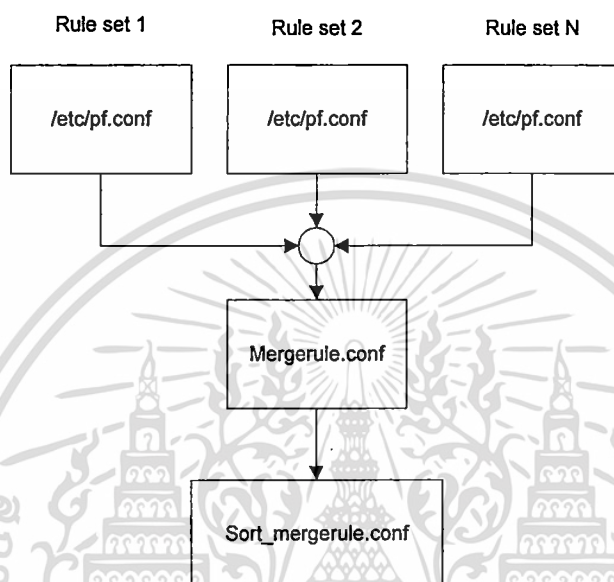 Rule set 1
Rule set 2
Rule set N
/etc/pf.conf
/etc/pf.conf
/etc/pf.conf
Mergerule.conf
Sort_mergerule.conf